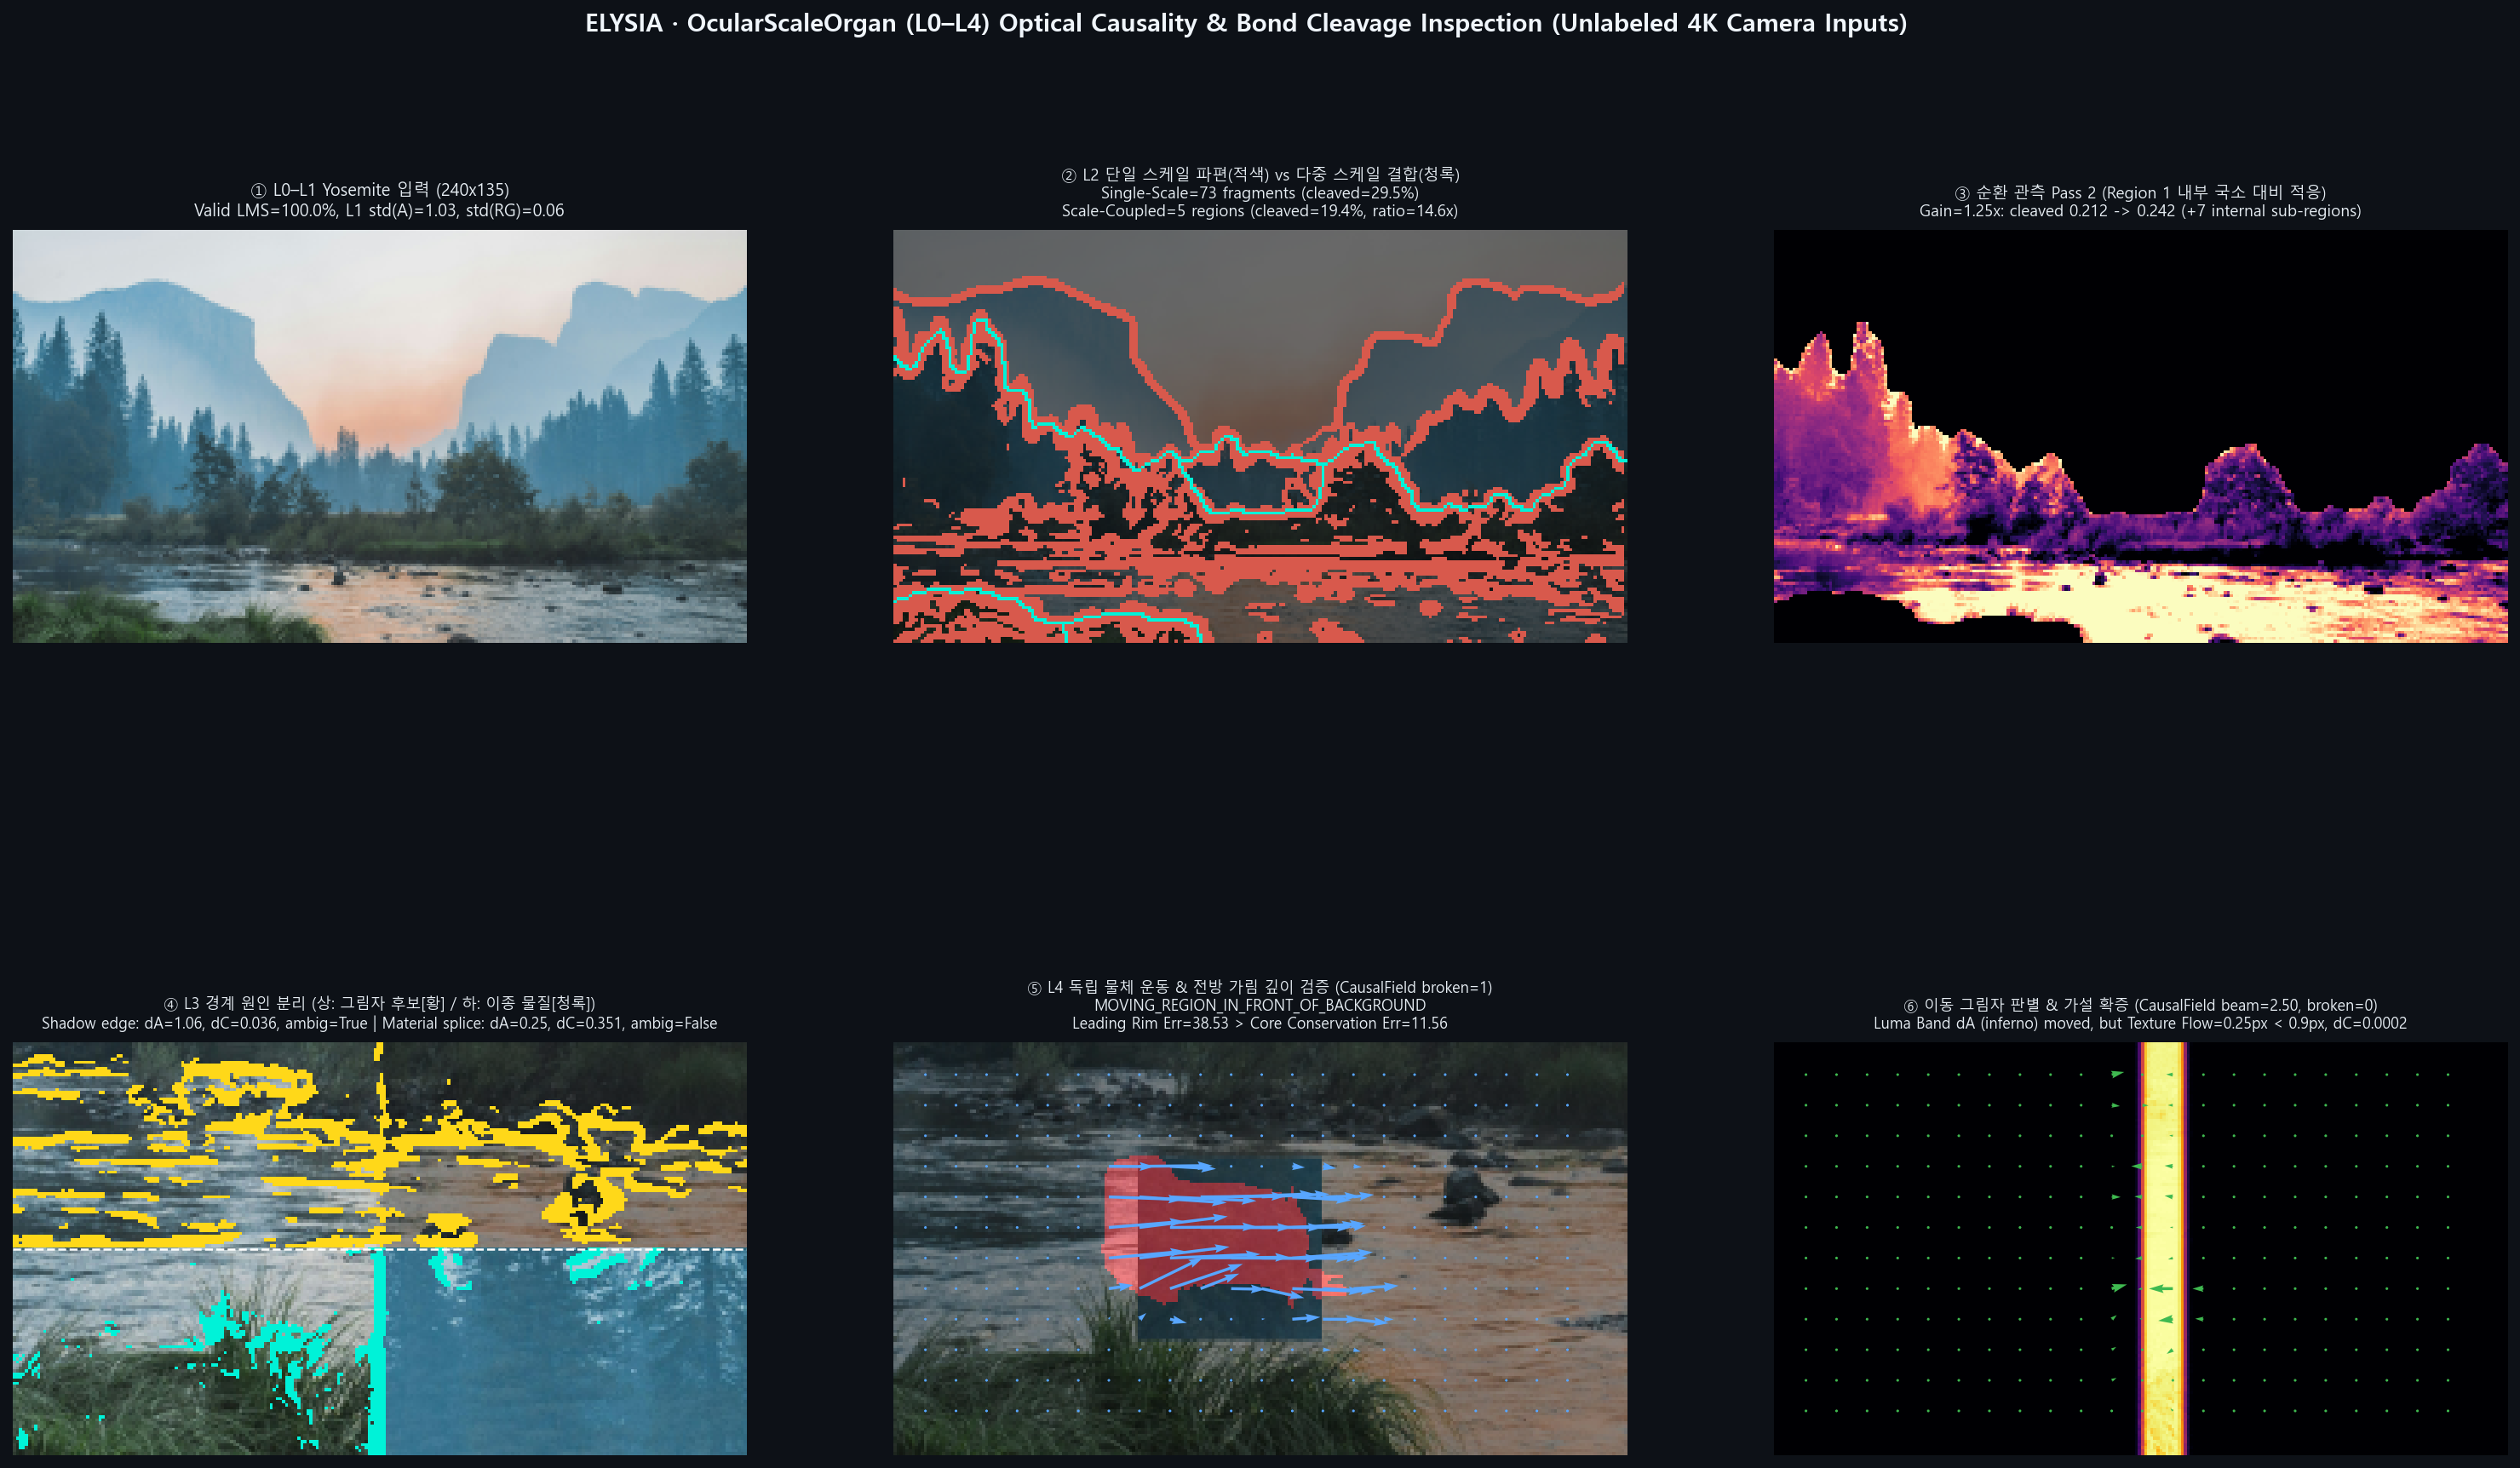 ELYSIA · OcularScaleOrgan (L0–L4) Optical Causality & Bond Cleavage Inspection (Unlabeled 4K Camera Inputs)
① L0–L1 Yosemite 입력 (240x135)
Valid LMS=100.0%, L1 std(A)=1.03, std(RG)=0.06
② L2 단일 스케일 파편(적색) vs 다중 스케일 결합(청록)
Single-Scale=73 fragments (cleaved=29.5%)
Scale-Coupled=5 regions (cleaved=19.4%, ratio=14.6x)
③ 순환 관측 Pass 2 (Region 1 내부 국소 대비 적응)
Gain=1.25x: cleaved 0.212 -> 0.242 (+7 internal sub-regions)
④ L3 경계 원인 분리 (상: 그림자 후보[황] / 하: 이종 물질[청록])
Shadow edge: dA=1.06, dC=0.036, ambig=True | Material splice: dA=0.25, dC=0.351, ambig=False
⑤ L4 독립 물체 운동 & 전방 가림 깊이 검증 (CausalField broken=1)
MOVING_REGION_IN_FRONT_OF_BACKGROUND
Leading Rim Err=38.53 > Core Conservation Err=11.56
⑥ 이동 그림자 판별 & 가설 확증 (CausalField beam=2.50, broken=0)
Luma Band dA (inferno) moved, but Texture Flow=0.25px < 0.9px, dC=0.0002